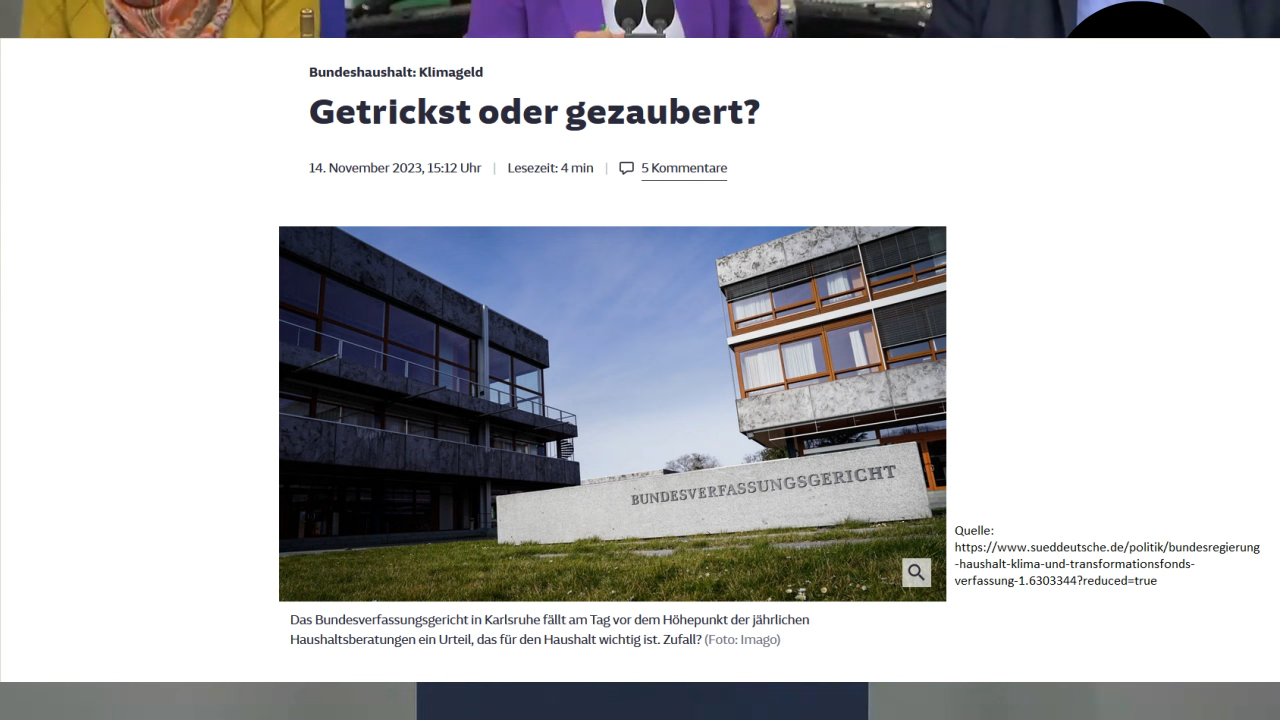 Bundeshaushalt: Klimageld
Getrickst oder gezaubert?
14. November 2023, 15:12 Uhr | Lesezeit: 4 min | 5 Kommentare
BUNDESVERFASSUNGSGERICHT
Quelle:
https://www.sueddeutsche.de/politik/bundesregierung
-haushalt-klima-und-transformationsfonds-
verfassung-1.6303344?reduced=true
Das Bundesverfassungsgericht in Karlsruhe fällt am Tag vor dem Höhepunkt der jährlichen
Haushaltsberatungen ein Urteil, das für den Haushalt wichtig ist. Zufall? (Foto: Imago)